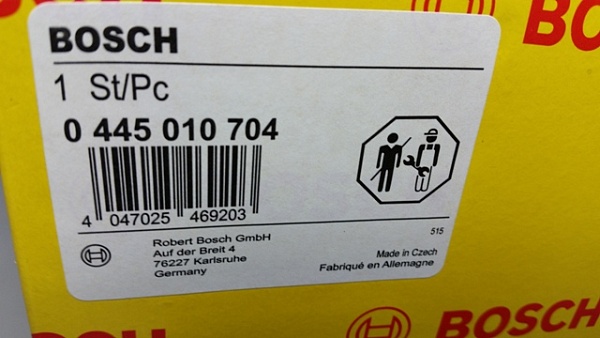 BOSCH
1 St/Pc
0 445 010 704
4 047025 469203
Robert Bosch GmbH
Auf der Breit 4
76227 Karlsruhe
Germany
515
Made in Czech
Fabriqué en Allemagne
BOSCH